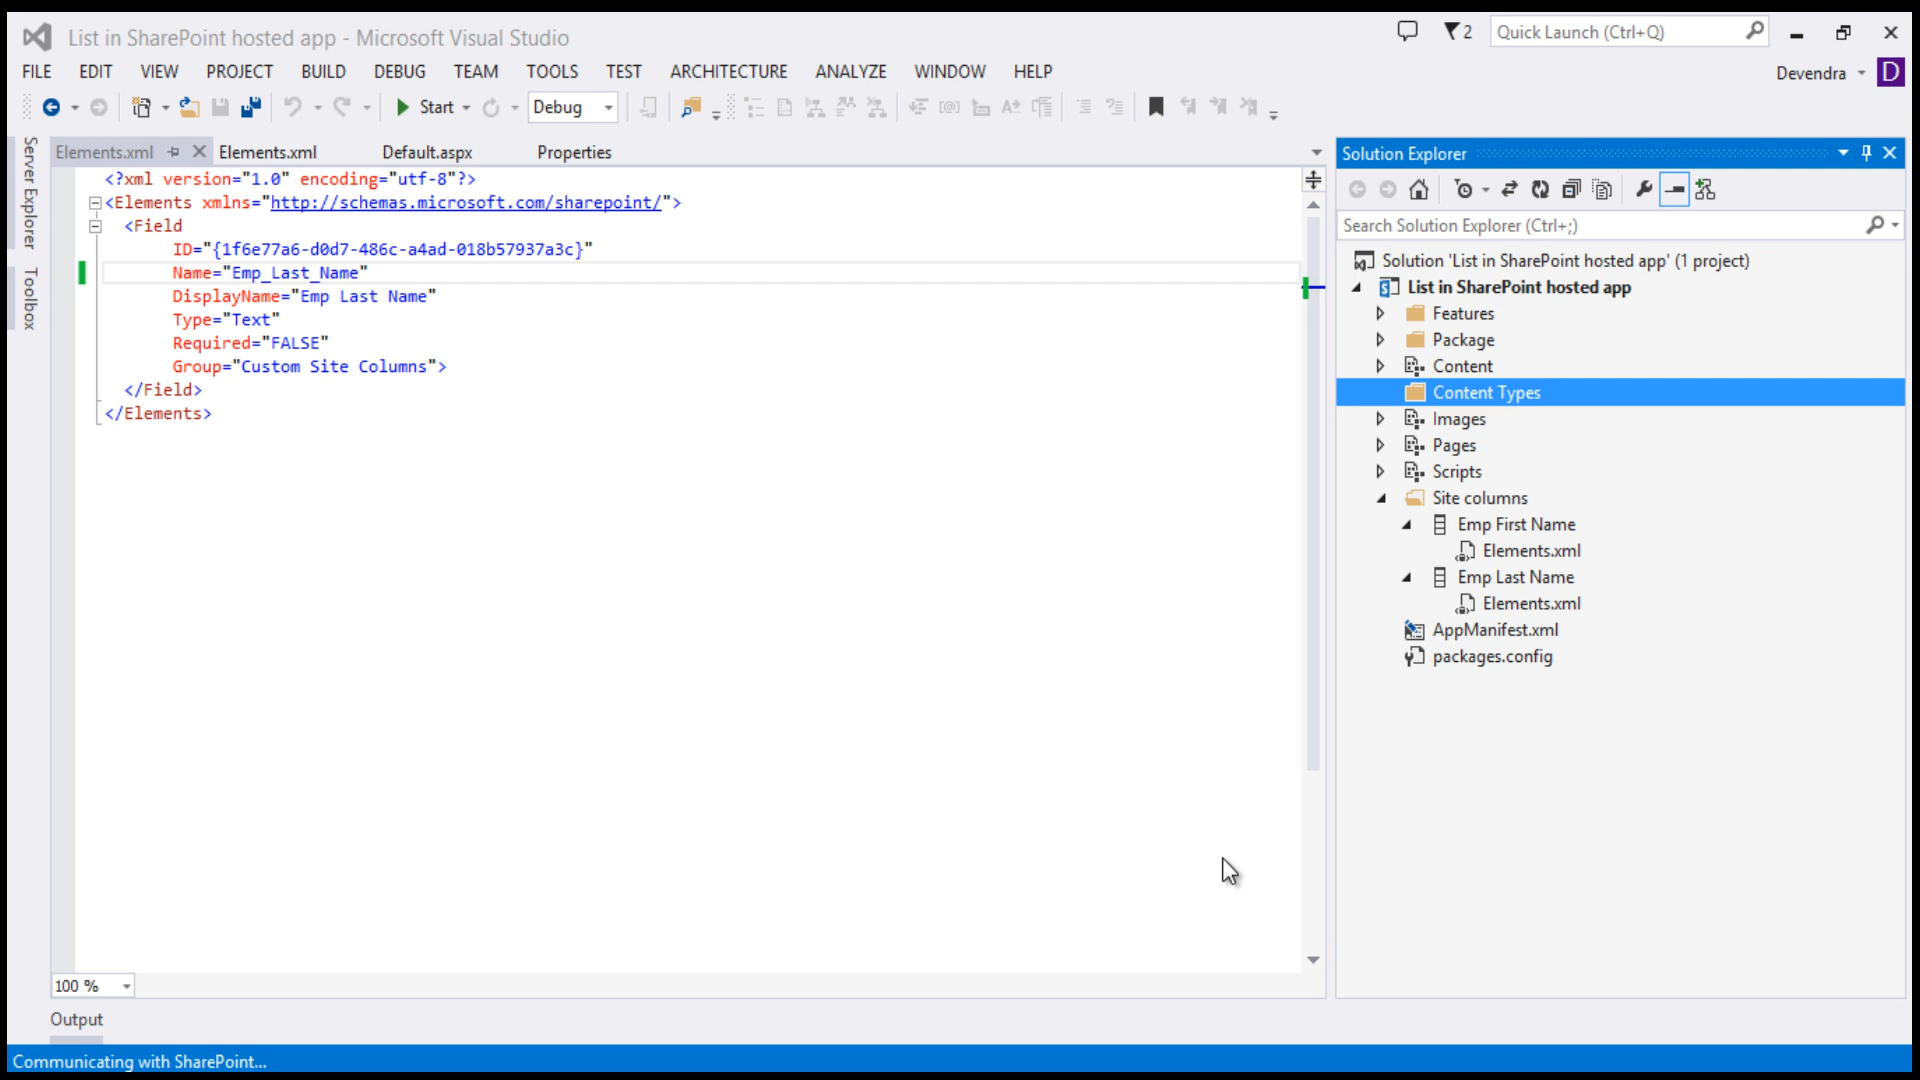 List in SharePoint hosted app - Microsoft Visual Studio
2
Quick Launch (Ctrl+Q)
FILE EDIT VIEW PROJECT BUILD DEBUG TEAM TOOLS TEST ARCHITECTURE ANALYZE WINDOW HELP
Devendra D
Start Debug
Server Explorer
Toolbox
Elements.xml Elements.xml Default.aspx Properties
<?xml version="1.0" encoding="utf-8"?>
<Elements xmlns="http://schemas.microsoft.com/sharepoint/">
<Field
ID="{1f6e77a6-d0d7-486c-a4ad-018b57937a3c}"
Name="Emp_Last_Name"
DisplayName="Emp Last Name"
Type="Text"
Required="FALSE"
Group="Custom Site Columns">
</Field>
</Elements>
100 %
Output
Communicating with SharePoint...
Solution Explorer
Search Solution Explorer (Ctrl+;)
Solution 'List in SharePoint hosted app' (1 project)
List in SharePoint hosted app
Features
Package
Content
Content Types
Images
Pages
Scripts
Site columns
Emp First Name
Elements.xml
Emp Last Name
Elements.xml
AppManifest.xml
packages.config